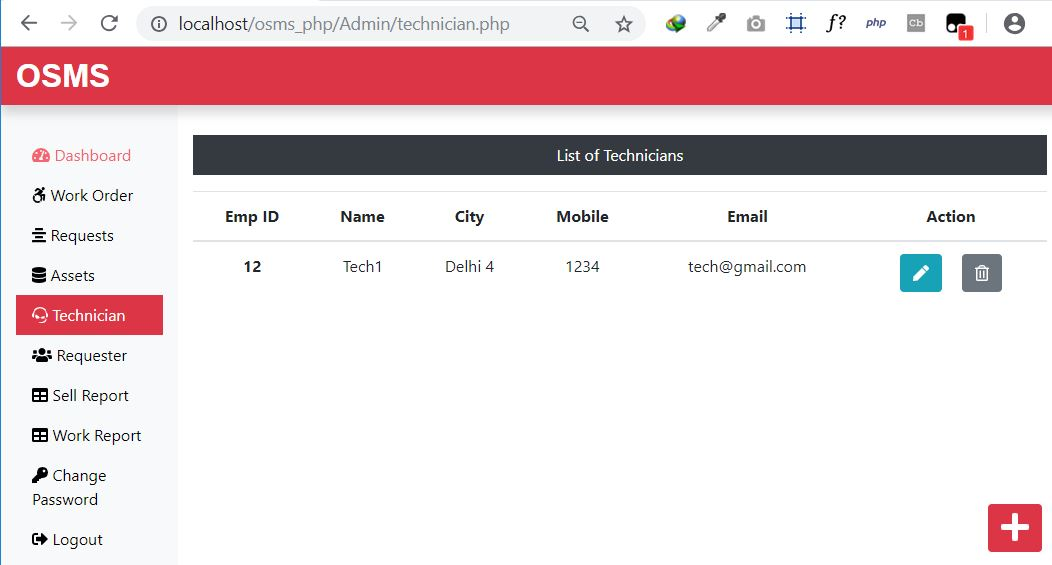 localhost/osms_php/Admin/technician.php
f? php Cb 1
OSMS
Dashboard
Work Order
Requests
Assets
Technician
Requester
Sell Report
Work Report
Change
Password
Logout
List of Technicians
Emp ID Name City Mobile Email Action
12 Tech1 Delhi 4 1234 tech@gmail.com